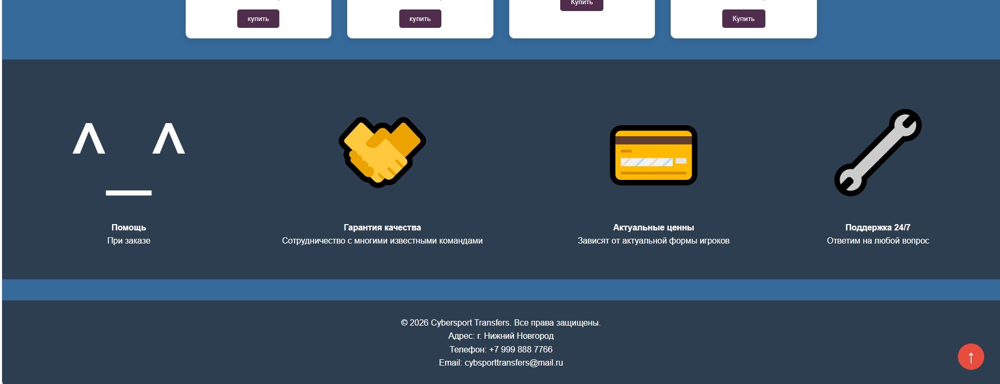 Купить
купить
купить
Купить
^ ^
_
Помощь
При заказе
Гарантия качества
Сотрудничество с многими известными командами
Актуальные ценны
Зависят от актуальной формы игроков
Поддержка 24/7
Ответим на любой вопрос
© 2026 Cybersport Transfers. Все права защищены.
Адрес: г. Нижний Новгород
Телефон: +7 999 888 7766
Email: cybsporttransfers@mail.ru
↑